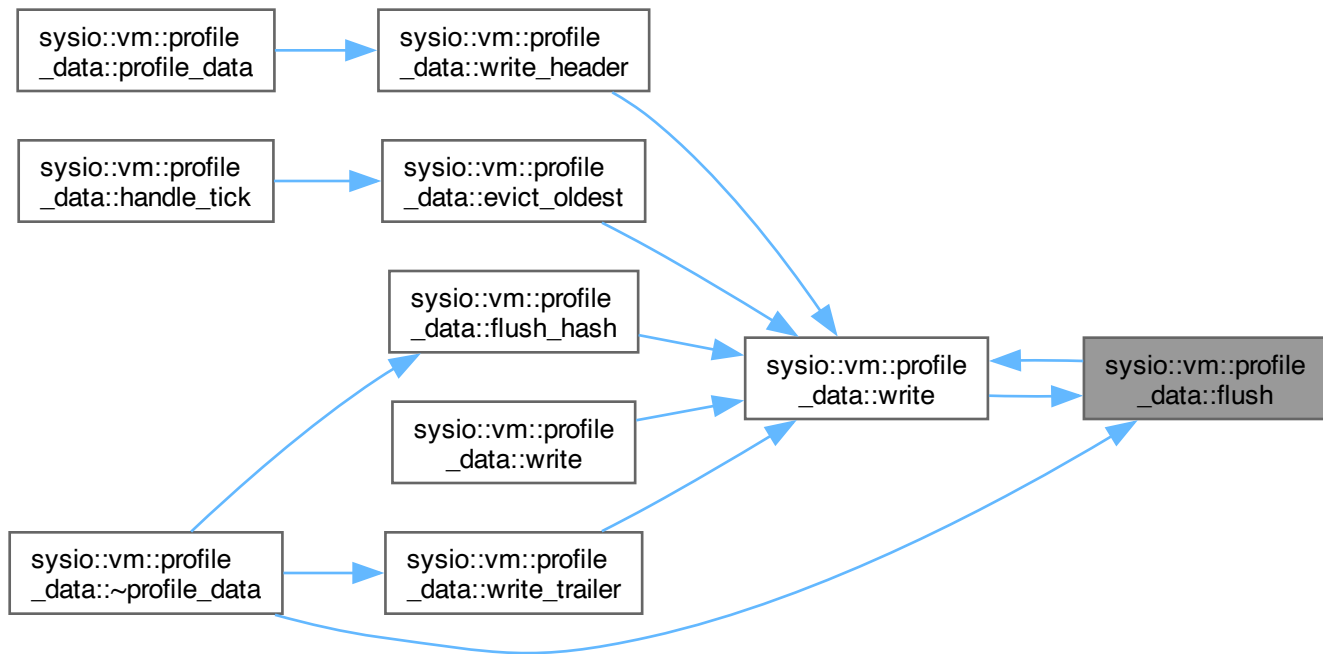 sysio::vm::profile
_data::profile_data
sysio::vm::profile
_data::write_header
sysio::vm::profile
_data::handle_tick
sysio::vm::profile
_data::evict_oldest
sysio::vm::profile
_data::flush_hash
sysio::vm::profile
_data::write
sysio::vm::profile
_data::flush
sysio::vm::profile
_data::write
sysio::vm::profile
_data::~profile_data
sysio::vm::profile
_data::write_trailer